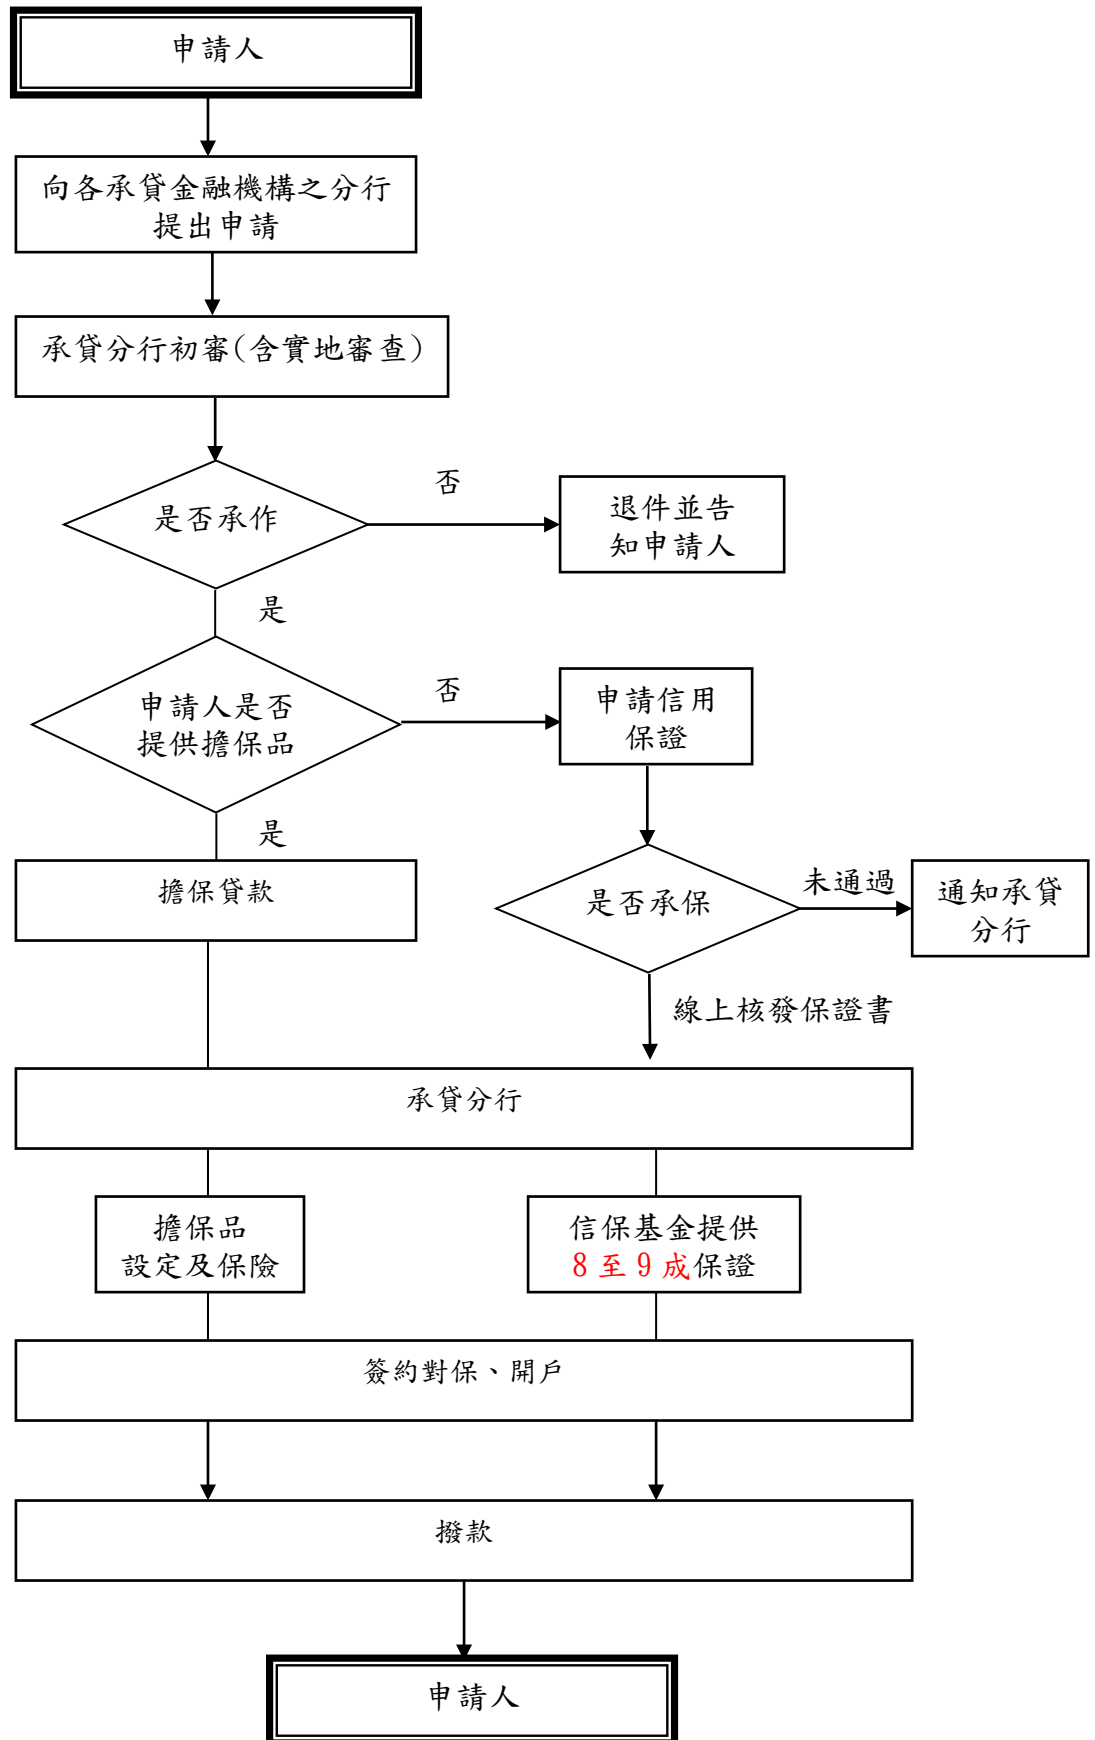 申請人
向各承貸金融機構之分行
提出申請
承貸分行初審(含實地審查)
是否承作
否
退件並告
知申請人
是
申請人是否
提供擔保品
否
申請信用
保證
是
擔保貸款
是否承保
未通過
通知承貸
分行
線上核發保證書
承貸分行
擔保品
設定及保險
信保基金提供
8至9成保證
簽約對保、開戶
撥款
申請人